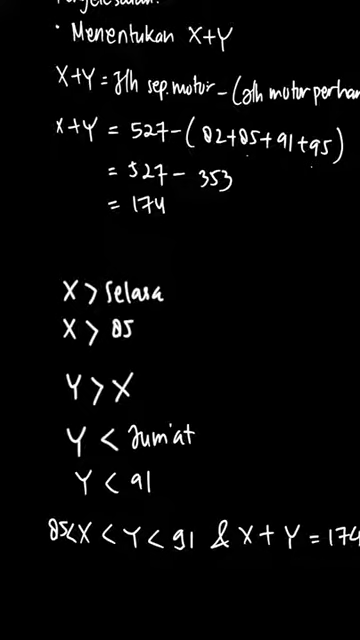 • Menentukan X+Y
X+Y = Jlh sep.motor – (Jlh motor perhar
X+Y = 527 – (82+85+91+95)
= 527 – 353
= 174
X > Selasa
X > 85
Y > X
Y < Jum'at
Y < 91
85<X < Y < 91 & X+Y = 174